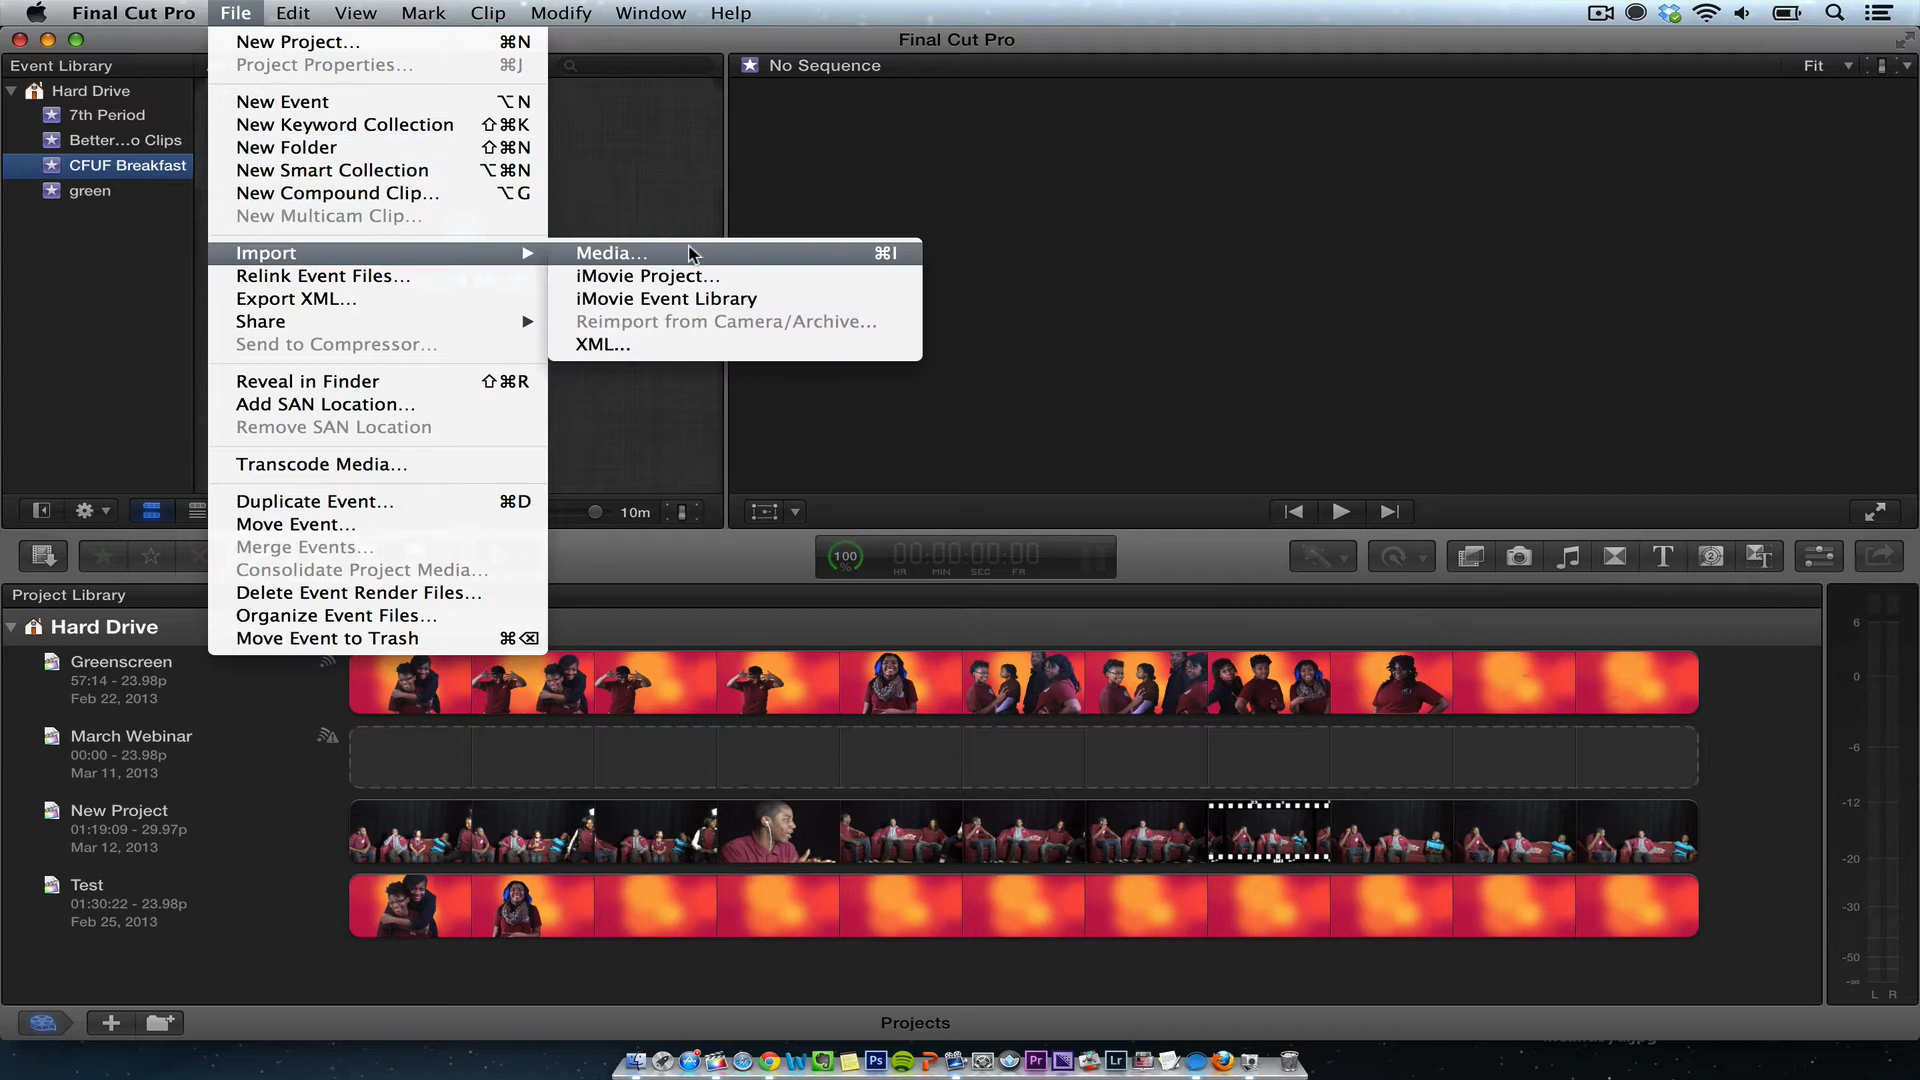 Final Cut Pro File Edit View Mark Clip Modify Window Help
Final Cut Pro
Event Library
Hard Drive
7th Period
Better...o Clips
CFUF Breakfast
green
New Project... ⌘N
Project Properties... ⌘J
New Event ⌥N
New Keyword Collection ⇧⌘K
New Folder ⇧⌘N
New Smart Collection ⌥⌘N
New Compound Clip... ⌥G
New Multicam Clip...
Import ▶
Relink Event Files...
Export XML...
Share ▶
Send to Compressor...
Reveal in Finder ⇧⌘R
Add SAN Location...
Remove SAN Location
Transcode Media...
Duplicate Event... ⌘D
Move Event...
Merge Events...
Consolidate Project Media...
Delete Event Render Files...
Organize Event Files...
Move Event to Trash ⌘⌫
Media... ⌘I
iMovie Project...
iMovie Event Library
Reimport from Camera/Archive...
XML...
No Sequence
Fit
10m
100
%
00:00:00:00
HR MIN SEC FR
T
T
Project Library
Hard Drive
Greenscreen
57:14 - 23.98p
Feb 22, 2013
March Webinar
00:00 - 23.98p
Mar 11, 2013
New Project
01:19:09 - 29.97p
Mar 12, 2013
Test
01:30:22 - 23.98p
Feb 25, 2013
6
0
-6
-12
-20
-30
-50
-∞
L R
Projects
W Ps P Pr Lr